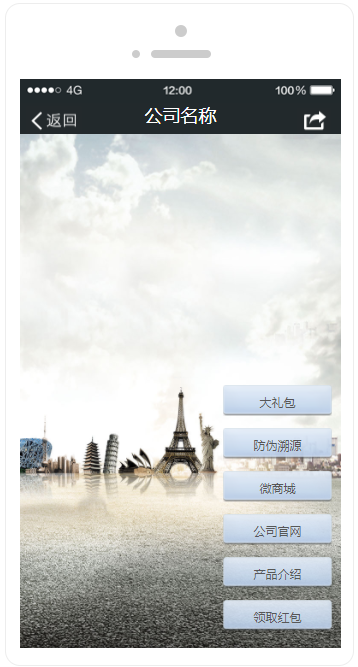 4G 12:00 100%
返回 公司名称
大礼包
防伪溯源
微商城
公司官网
产品介绍
领取红包